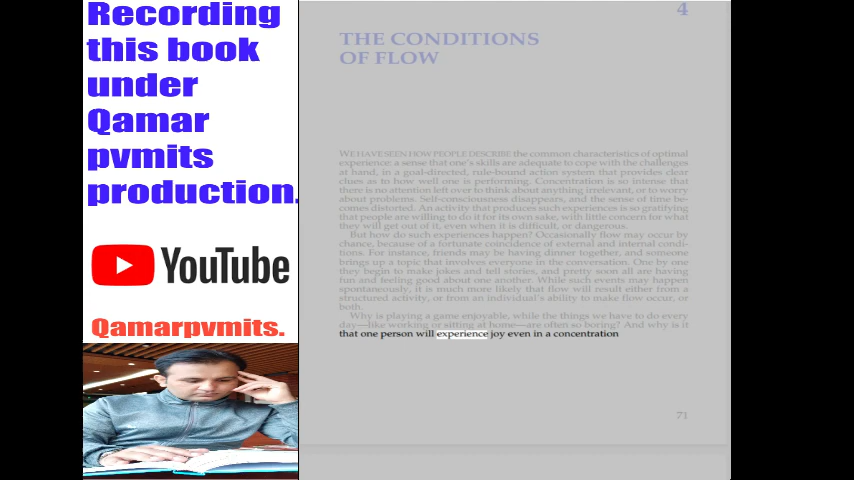 Recording
this book
under
Qamar
pvmits
production.
YouTube
Qamarpvmits.
4
THE CONDITIONS
OF FLOW
WE HAVE SEEN HOW PEOPLE DESCRIBE the common characteristics of optimal
experience: a sense that one's skills are adequate to cope with the challenges
at hand, in a goal-directed, rule-bound action system that provides clear
clues as to how well one is performing. Concentration is so intense that
there is no attention left over to think about anything irrelevant, or to worry
about problems. Self-consciousness disappears, and the sense of time be-
comes distorted. An activity that produces such experiences is so gratifying
that people are willing to do it for its own sake, with little concern for what
they will get out of it, even when it is difficult, or dangerous.
But how do such experiences happen? Occasionally flow may occur by
chance, because of a fortunate coincidence of external and internal condi-
tions. For instance, friends may be having dinner together, and someone
brings up a topic that involves everyone in the conversation. One by one
they begin to make jokes and tell stories, and pretty soon all are having
fun and feeling good about one another. While such events may happen
spontaneously, it is much more likely that flow will result either from a
structured activity, or from an individual's ability to make flow occur, or
both.
Why is playing a game enjoyable, while the things we have to do every
day—like working or sitting at home—are often so boring? And why is it
that one person will experience joy even in a concentration
71